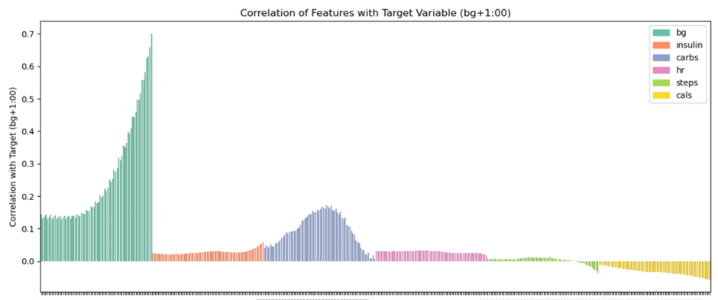 Correlation of Features with Target Variable (bg+1:00)
Correlation with Target (bg+1:00)
0.7
0.6
0.5
0.4
0.3
0.2
0.1
0.0
bg
insulin
carbs
hr
steps
cals